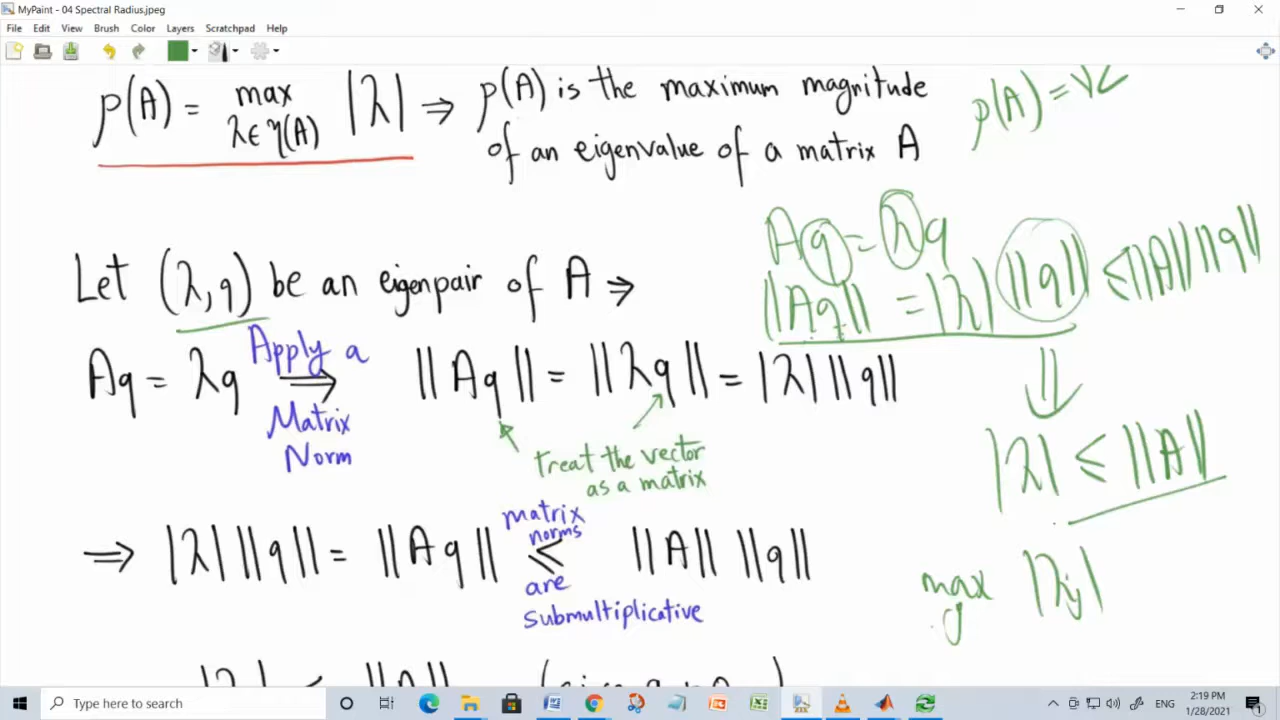 MyPaint - 04 Spectral Radius.jpeg
File Edit View Brush Color Layers Scratchpad Help
ρ(A) = max |λ| ⇒ ρ(A) is the maximum magnitude
λ∈η(A)
of an eigenvalue of a matrix A
ρ(A) = √2
Let (λ,q) be an eigenpair of A ⇒
Aq = λq
||Aq|| = |λ| ||q|| ≤ ||A|| ||q||
⇓
|λ| ≤ ||A||
max |λj|
j
Aq = λq Apply a ⇒ Matrix Norm ||Aq|| = ||λq|| = |λ| ||q||
treat the vector
as a matrix
⇒ |λ| ||q|| = ||Aq|| ≤ ||A|| ||q||
matrix
norms
are
submultiplicative
Type here to search
ENG
2:19 PM
1/28/2021